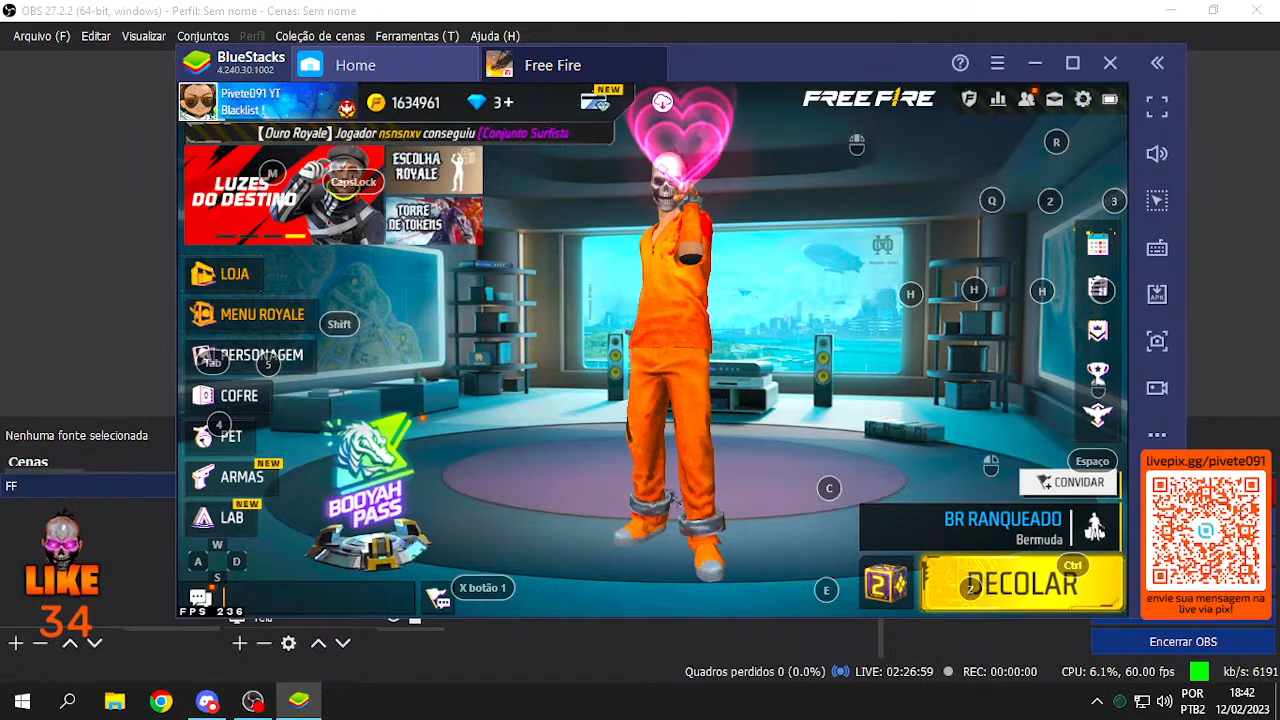 OBS 27.2.2 (64-bit, windows) - Perfil: Sem nome - Cenas: Sem nome
Arquivo (F) Editar Visualizar Conjuntos Perfil Coleção de cenas Ferramentas (T) Ajuda (H)
BlueStacks
4.240.30.1002
Home
Free Fire
Pivete091 YT
Blacklist !
1634961
3+
NEW
FREE FIRE
【Ouro Royale】 Jogador nsnsnxv conseguiu [Conjunto Surfista
LUZES
DO DESTINO
M
CapsLock
ESCOLHA
ROYALE
TORRE
DE TOKENS
R
Q
2
3
LOJA
MENU ROYALE
Shift
H
H
H
PERSONAGEM
Tab
5
COFRE
4
PET
ARMAS
NEW
LAB
NEW
W
A
D
S
BOOYAH
PASS
C
Espaço
CONVIDAR
BR RANQUEADO
Bermuda
Ctrl
Z
DECOLAR
E
2
X botão 1
FPS 236
Nenhuma fonte selecionada
Cenas
FF
LIKE
34
livepix.gg/pivete091
envie sua mensagem na
live via pix!
Encerrar OBS
Quadros perdidos 0 (0.0%) LIVE: 02:26:59 REC: 00:00:00 CPU: 6.1%, 60.00 fps kb/s: 6191
POR
PTB2
18:42
12/02/2023